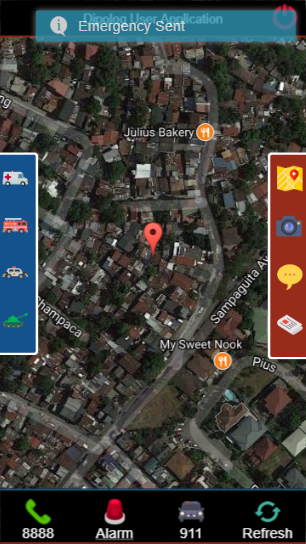 Dipolog User Application
Emergency Sent
ng
Julius Bakery
Sampaguita Av
Champaca
My Sweet Nook
Pius
8888
Alarm
911
Refresh